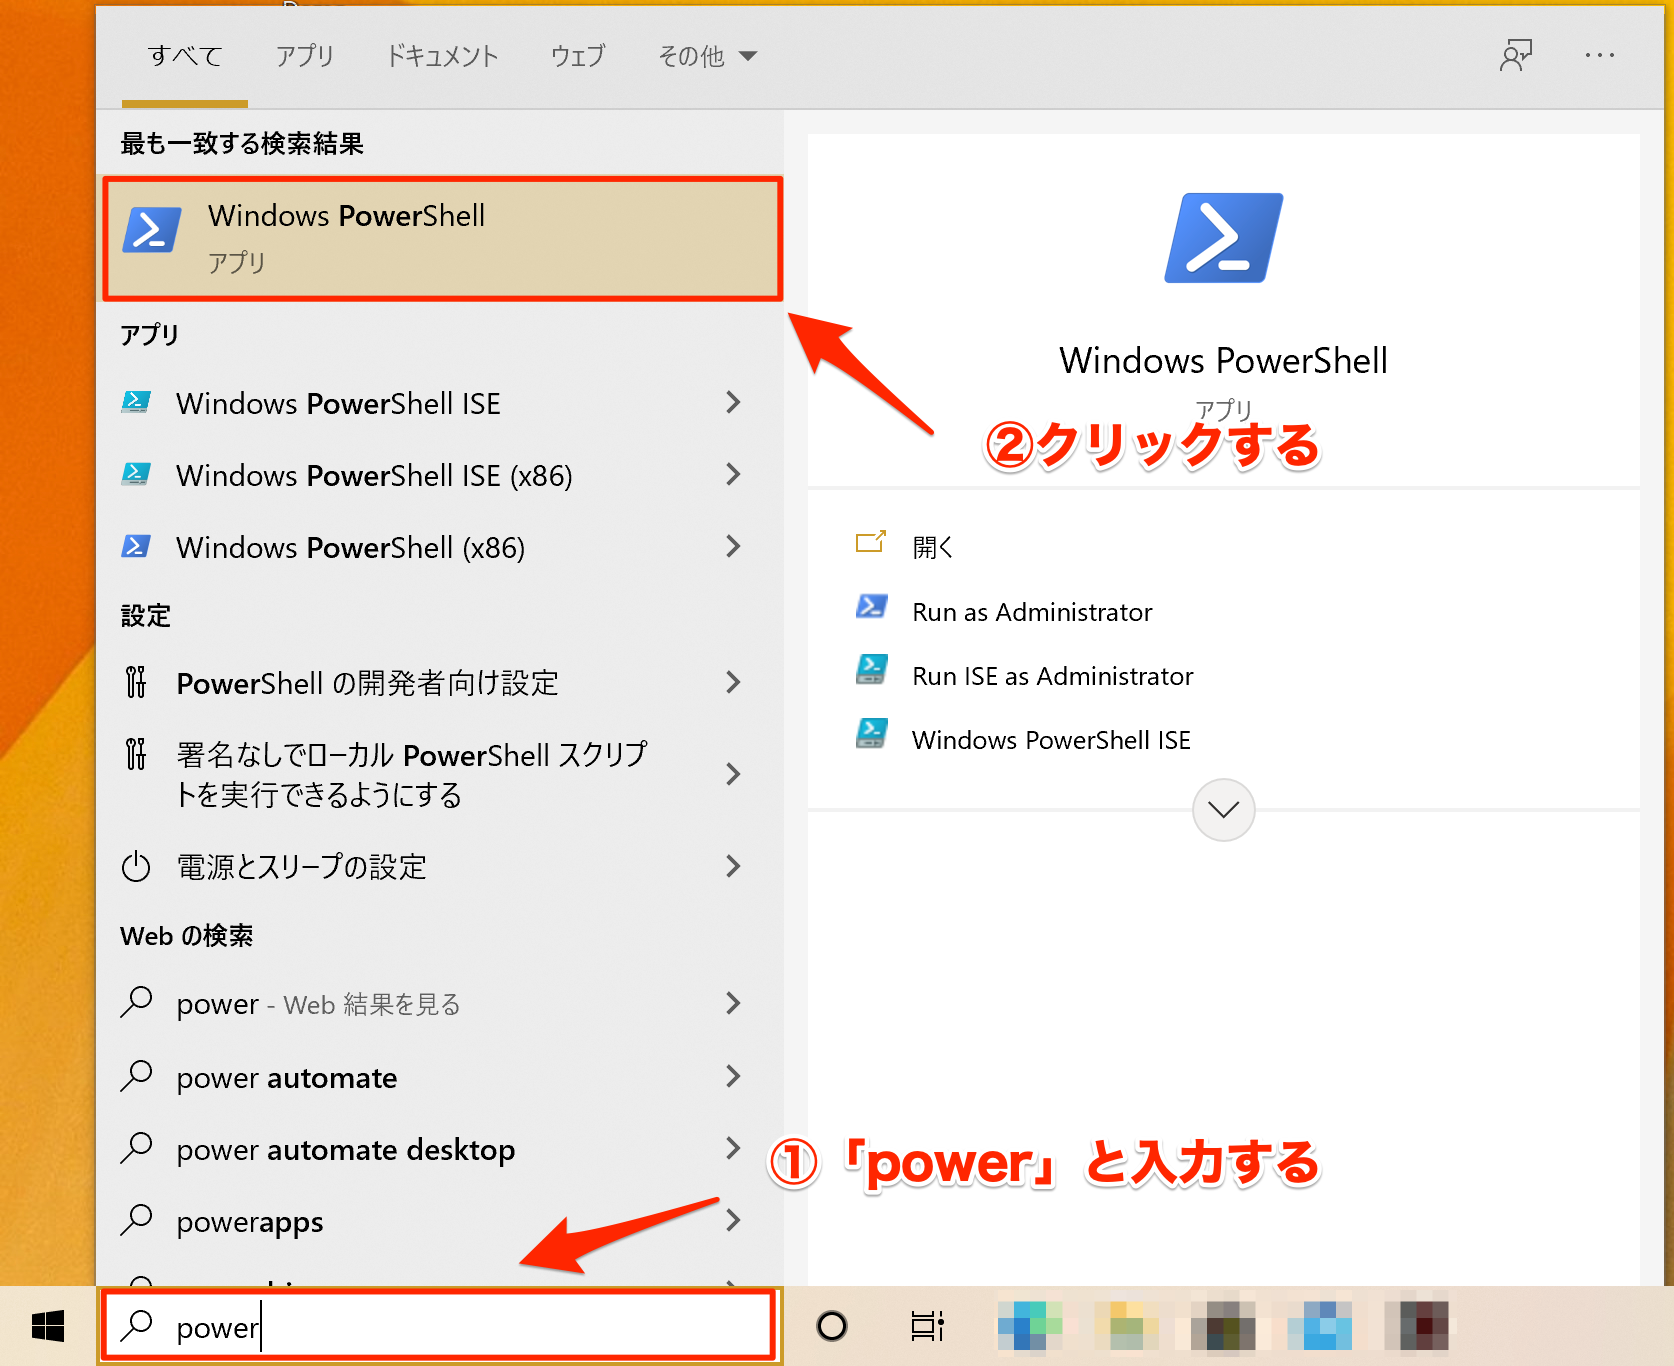 すべて
アプリ
ドキュメント
ウェブ
その他
最も一致する検索結果
Windows PowerShell
アプリ
アプリ
Windows PowerShell ISE
Windows PowerShell ISE (x86)
Windows PowerShell (x86)
設定
PowerShell の開発者向け設定
署名なしでローカル PowerShell スクリプ
トを実行できるようにする
電源とスリープの設定
Web の検索
power - Web 結果を見る
power automate
power automate desktop
powerapps
power
Windows PowerShell
アプリ
②クリックする
開く
Run as Administrator
Run ISE as Administrator
Windows PowerShell ISE
①「power」と入力する